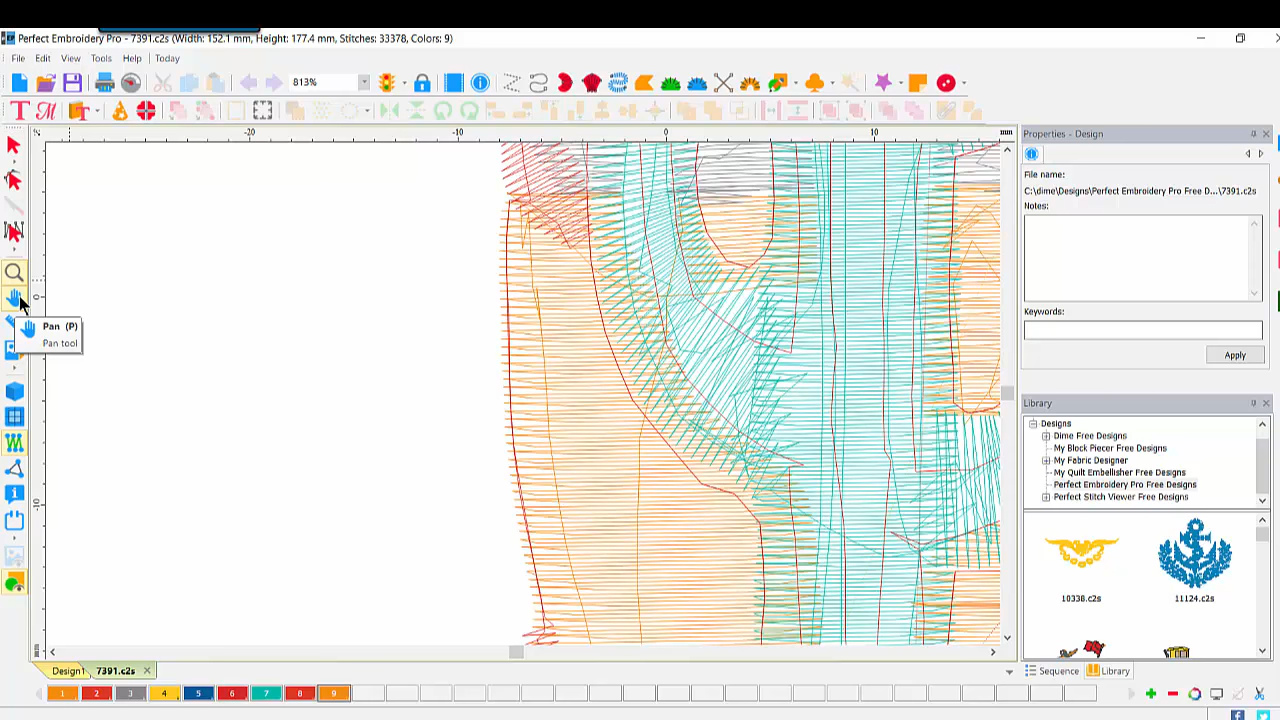 Perfect Embroidery Pro - 7391.c2s (Width: 152.1 mm, Height: 177.4 mm, Stitches: 33378, Colors: 9)
File Edit View Tools Help Today
813%
-20 -10 0 10 mm
0
-10
Pan (P)
Pan tool
Properties - Design
File name:
C:\dime\Designs\Perfect Embroidery Pro Free D...\7391.c2s
Notes:
Keywords:
Apply
Library
Designs
Dime Free Designs
My Block Piecer Free Designs
My Fabric Designer
My Quilt Embellisher Free Designs
Perfect Embroidery Pro Free Designs
Perfect Stitch Viewer Free Designs
10338.c2s 11124.c2s
Sequence Library
Design1 7391.c2s
1 2 3 4 5 6 7 8 9